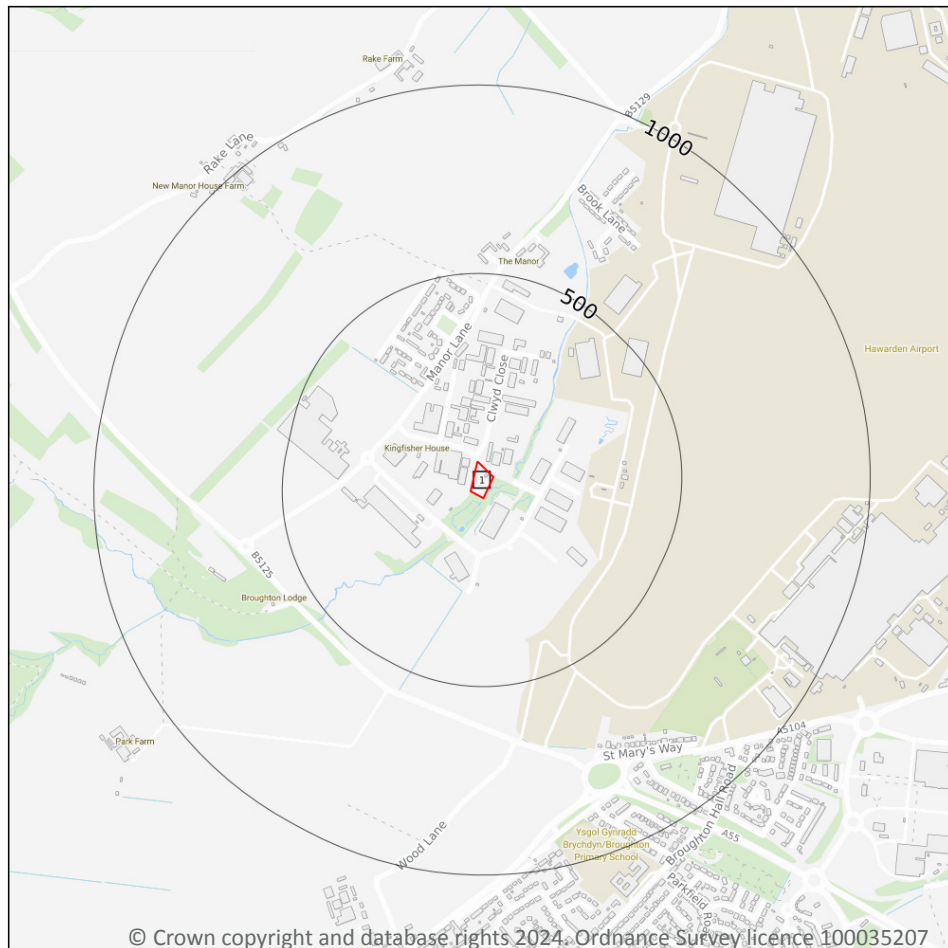 Rake Farm
B5129
1000
Rake Lane
New Manor House Farm
Brook Lane
The Manor
500
Hawarden Airport
Manor Lane
Clwyd Close
Kingfisher House
1
B5125
Broughton Lodge
Park Farm
A5104
St Mary's Way
Wood Lane
Broughton Hall Road
A55
Ysgol Gynradd
Brychdyn/Broughton
Primary School
Parkfield Ro
© Crown copyright and database rights 2024. Ordnance Survey licence 100035207